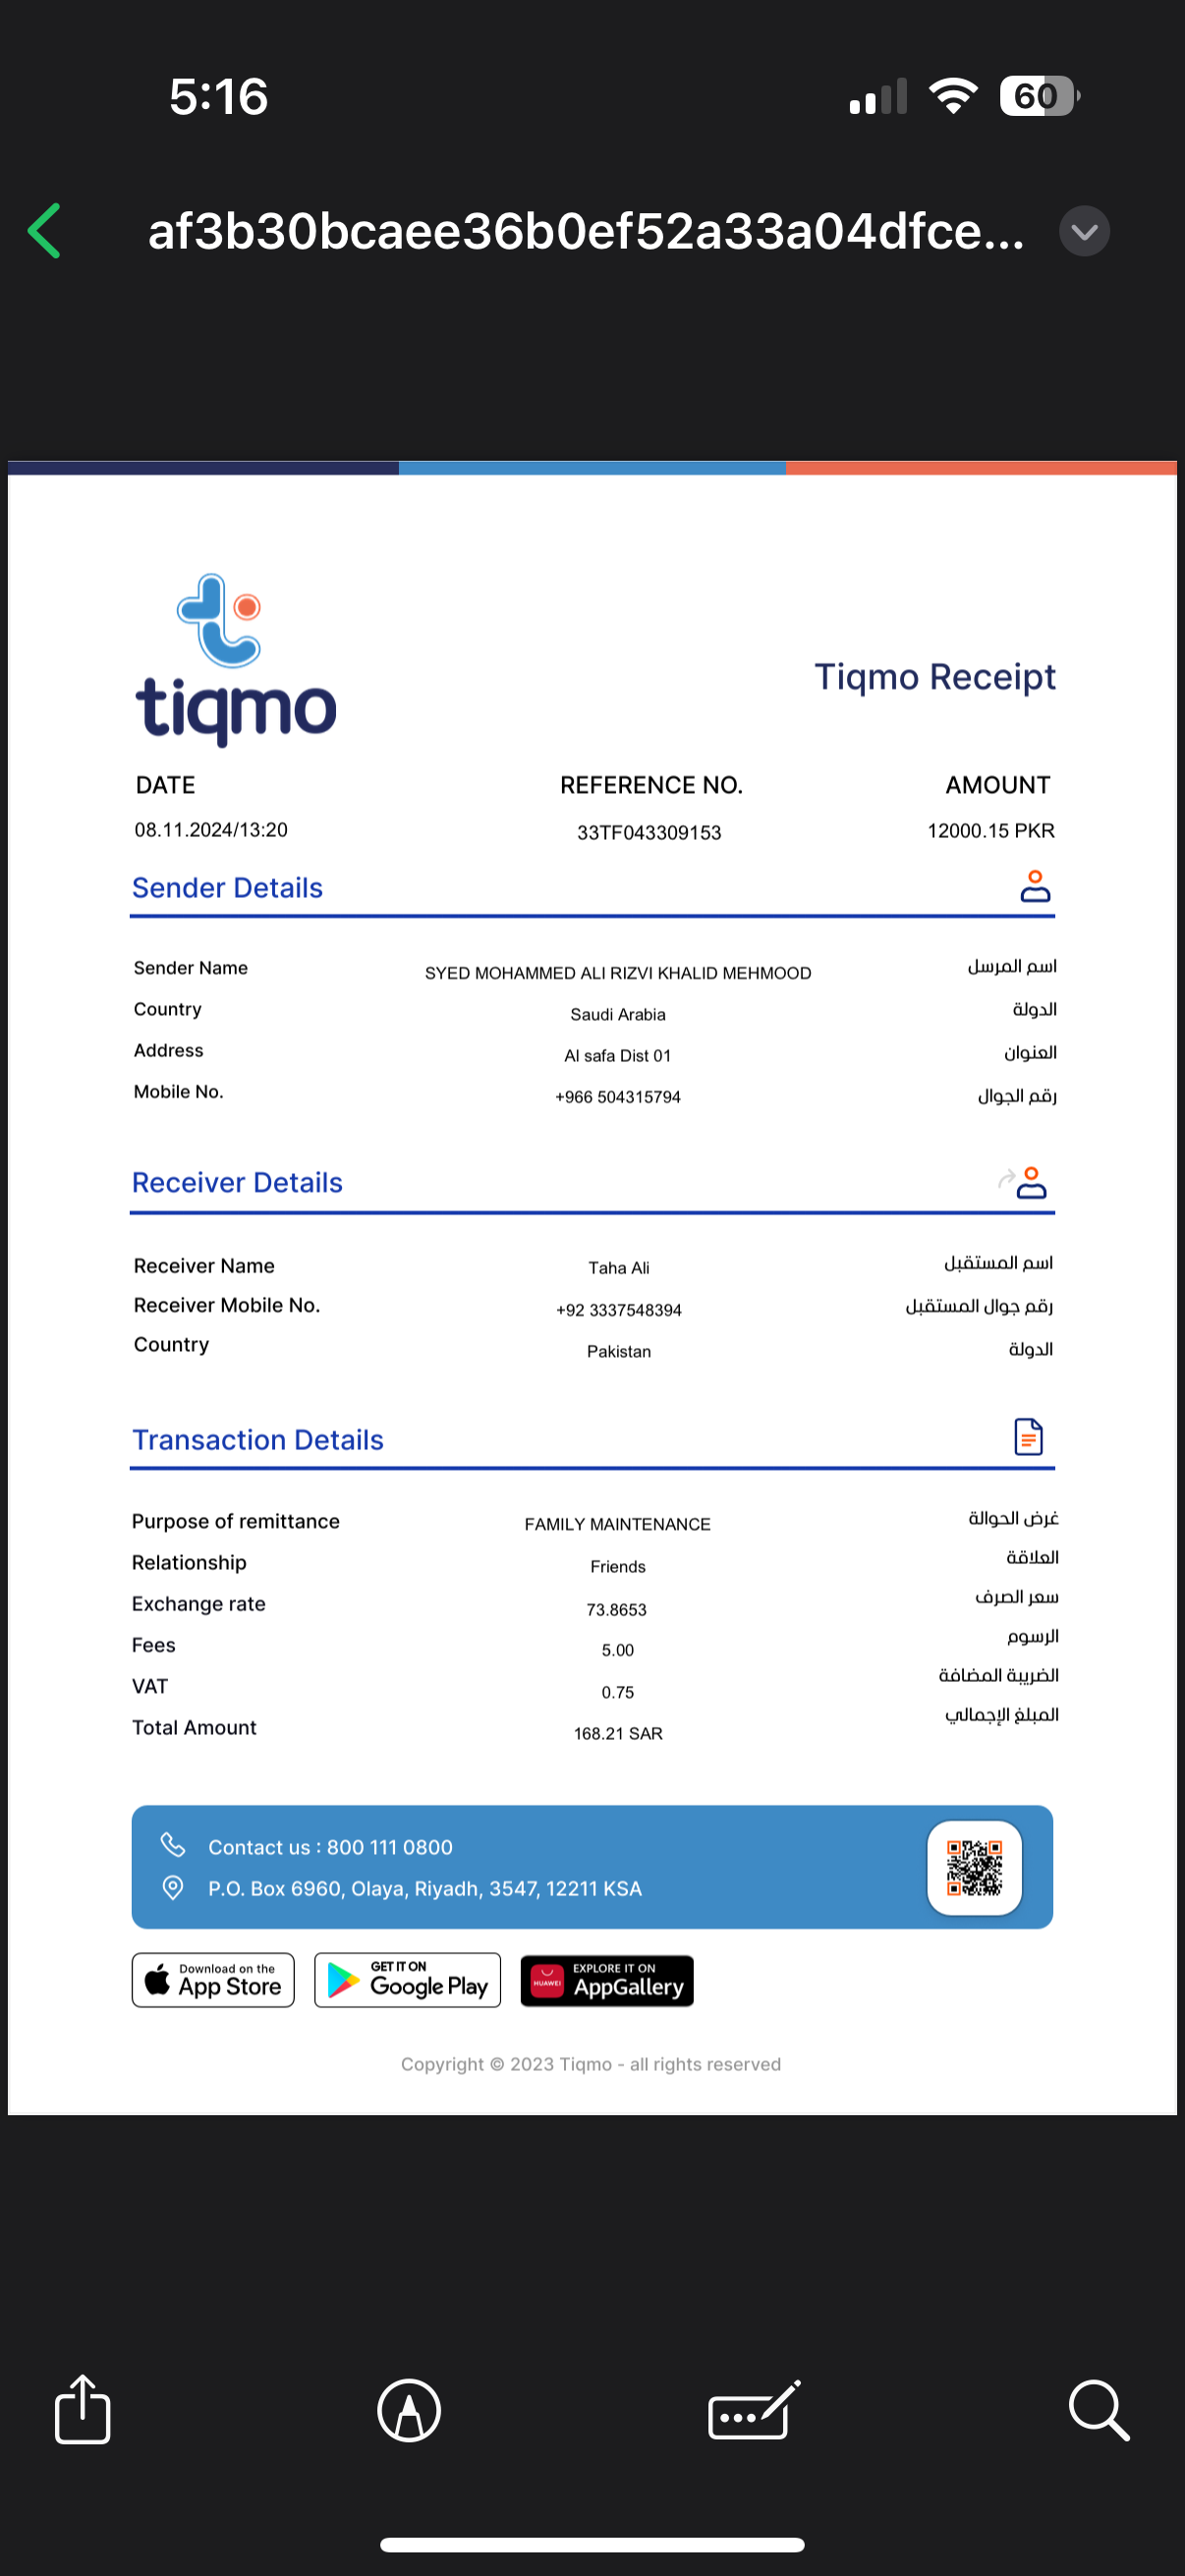 5:16
60
af3b30bcaee36b0ef52a33a04dfce...
tiqmo
Tiqmo Receipt
DATE REFERENCE NO. AMOUNT
08.11.2024/13:20 33TF043309153 12000.15 PKR
Sender Details
Sender Name SYED MOHAMMED ALI RIZVI KHALID MEHMOOD اسم المرسل
Country Saudi Arabia الدولة
Address Al safa Dist 01 العنوان
Mobile No. +966 504315794 رقم الجوال
Receiver Details
Receiver Name Taha Ali اسم المستقبل
Receiver Mobile No. +92 3337548394 رقم جوال المستقبل
Country Pakistan الدولة
Transaction Details
Purpose of remittance FAMILY MAINTENANCE غرض الحوالة
Relationship Friends العلاقة
Exchange rate 73.8653 سعر الصرف
Fees 5.00 الرسوم
VAT 0.75 الضريبة المضافة
Total Amount 168.21 SAR المبلغ الإجمالي
Contact us : 800 111 0800
P.O. Box 6960, Olaya, Riyadh, 3547, 12211 KSA
Download on the App Store
GET IT ON Google Play
HUAWEI EXPLORE IT ON AppGallery
Copyright © 2023 Tiqmo - all rights reserved